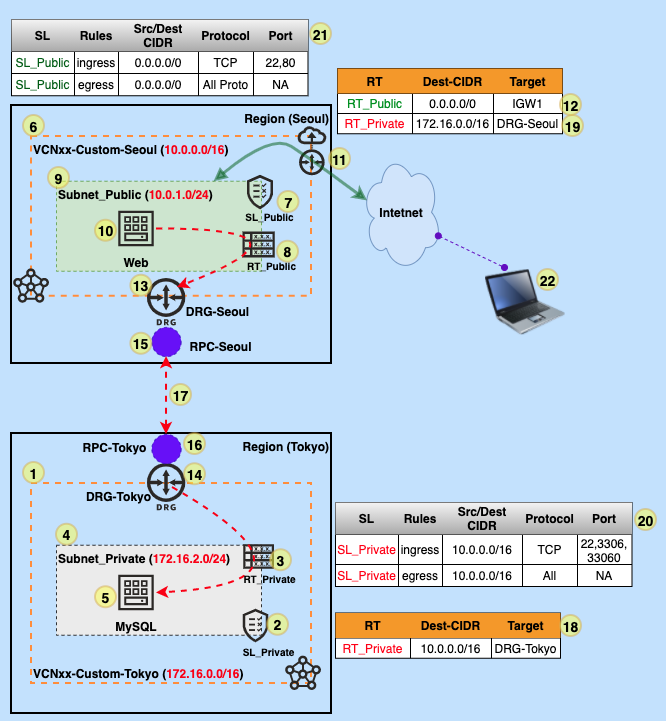 SL Rules Src/Dest CIDR Protocol Port 21
SL_Public ingress 0.0.0.0/0 TCP 22,80
SL_Public egress 0.0.0.0/0 All Proto NA
RT Dest-CIDR Target
RT_Public 0.0.0.0/0 IGW1 12
RT_Private 172.16.0.0/16 DRG-Seoul 19
6 Region (Seoul)
VCNxx-Custom-Seoul (10.0.0.0/16)
11
9
Subnet_Public (10.0.1.0/24)
7
SL_Public
10
Web
8
RT_Public
Internet
22
13
DRG-Seoul
DRG
15
RPC-Seoul
17
RPC-Tokyo 16 Region (Tokyo)
1
14
DRG-Tokyo
DRG
4
Subnet_Private (172.16.2.0/24)
3
RT_Private
5
MySQL
2
SL_Private
VCNxx-Custom-Tokyo (172.16.0.0/16)
SL Rules Src/Dest CIDR Protocol Port 20
SL_Private ingress 10.0.0.0/16 TCP 22,3306, 33060
SL_Private egress 10.0.0.0/16 All NA
RT Dest-CIDR Target 18
RT_Private 10.0.0.0/16 DRG-Tokyo